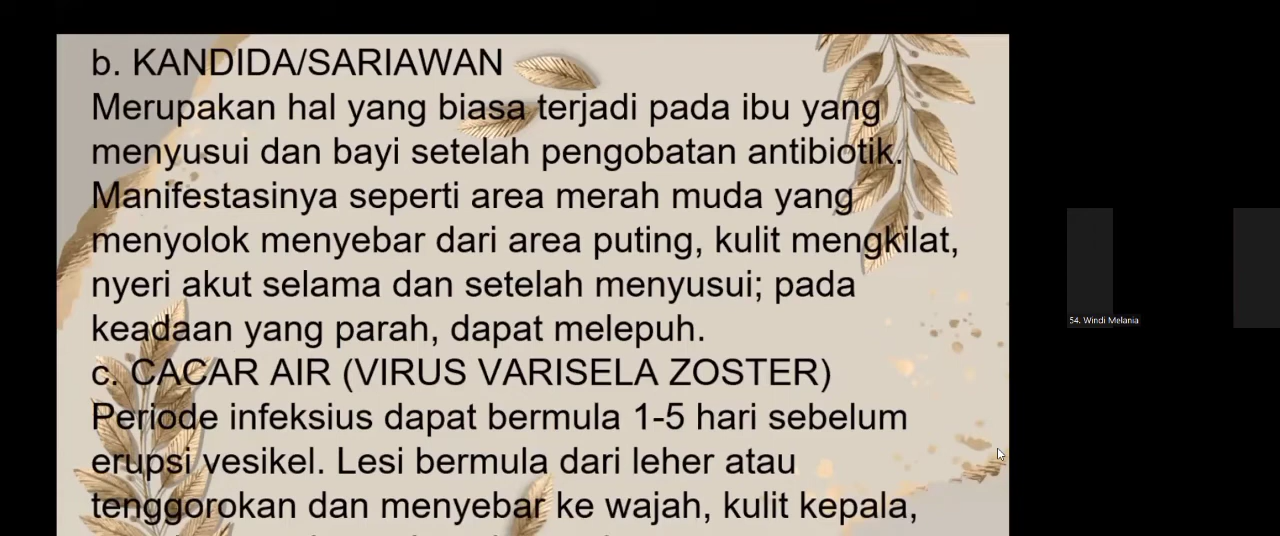 b. KANDIDA/SARIAWAN
Merupakan hal yang biasa terjadi pada ibu yang
menyusui dan bayi setelah pengobatan antibiotik.
Manifestasinya seperti area merah muda yang
menyolok menyebar dari area puting, kulit mengkilat,
nyeri akut selama dan setelah menyusui; pada
keadaan yang parah, dapat melepuh.
c. CACAR AIR (VIRUS VARISELA ZOSTER)
Periode infeksius dapat bermula 1-5 hari sebelum
erupsi vesikel. Lesi bermula dari leher atau
tenggorokan dan menyebar ke wajah, kulit kepala,
54. Windi Melania